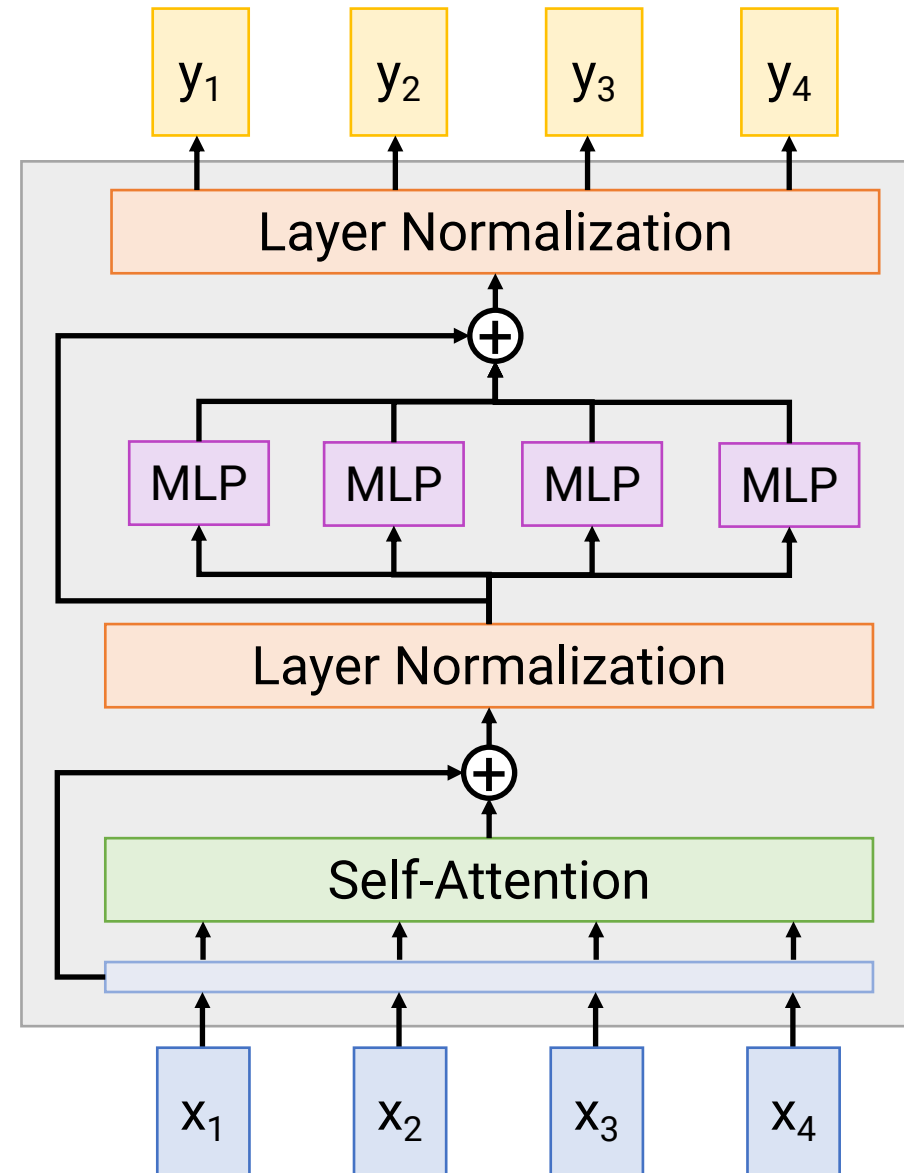 y₁ y₂ y₃ y₄
Layer Normalization
+
MLP MLP MLP MLP
Layer Normalization
+
Self-Attention
x₁ x₂ x₃ x₄